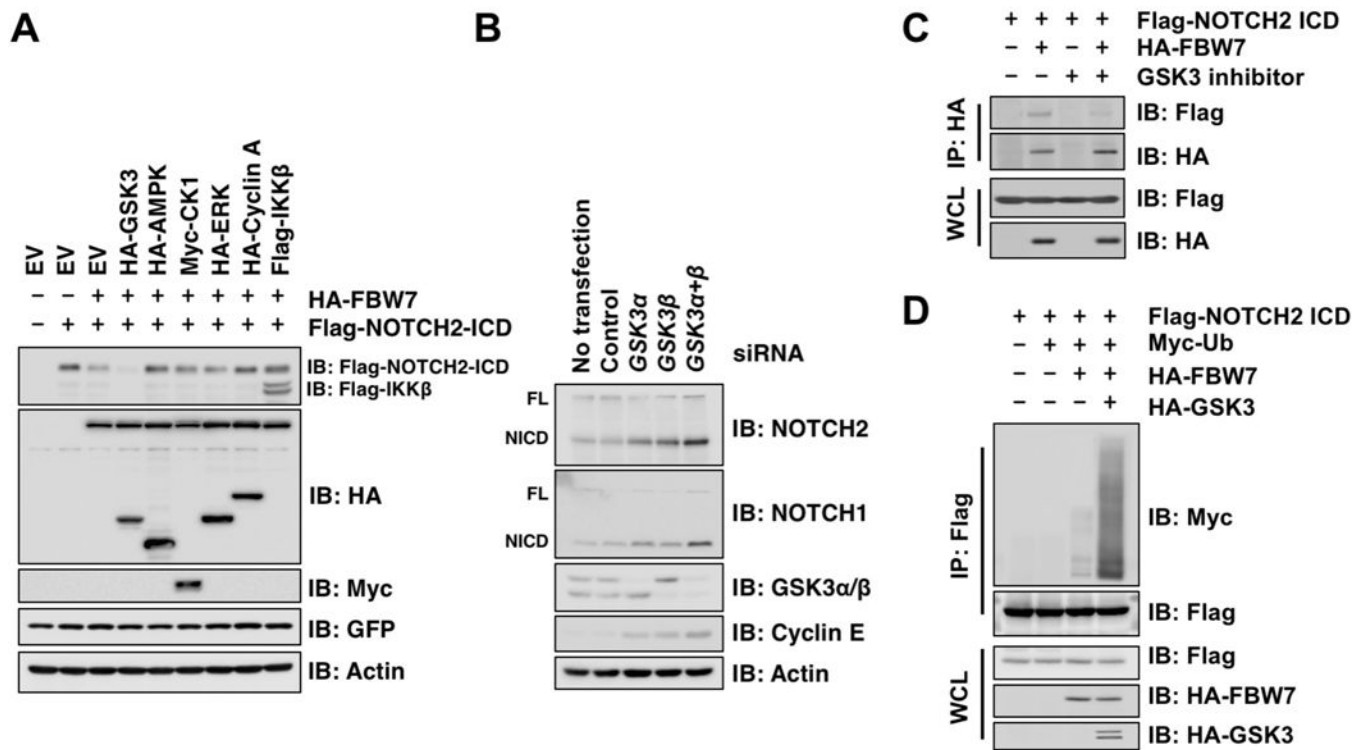 A
EV
EV
EV
HA-GSK3
HA-AMPK
Myc-CK1
HA-ERK
HA-Cyclin A
Flag-IKKβ
– – + + + + + + + HA-FBW7
– + + + + + + + + Flag-NOTCH2-ICD
IB: Flag-NOTCH2-ICD
IB: Flag-IKKβ
IB: HA
IB: Myc
IB: GFP
IB: Actin
B
No transfection
Control
GSK3α
GSK3β
GSK3α+β
siRNA
FL
NICD
IB: NOTCH2
FL
NICD
IB: NOTCH1
IB: GSK3α/β
IB: Cyclin E
IB: Actin
C
+ + + + Flag-NOTCH2 ICD
– + – + HA-FBW7
– – + + GSK3 inhibitor
IP: HA
IB: Flag
IB: HA
WCL
IB: Flag
IB: HA
D
+ + + + Flag-NOTCH2 ICD
– + + + Myc-Ub
– – + + HA-FBW7
– – – + HA-GSK3
IP: Flag
IB: Myc
IB: Flag
WCL
IB: Flag
IB: HA-FBW7
IB: HA-GSK3